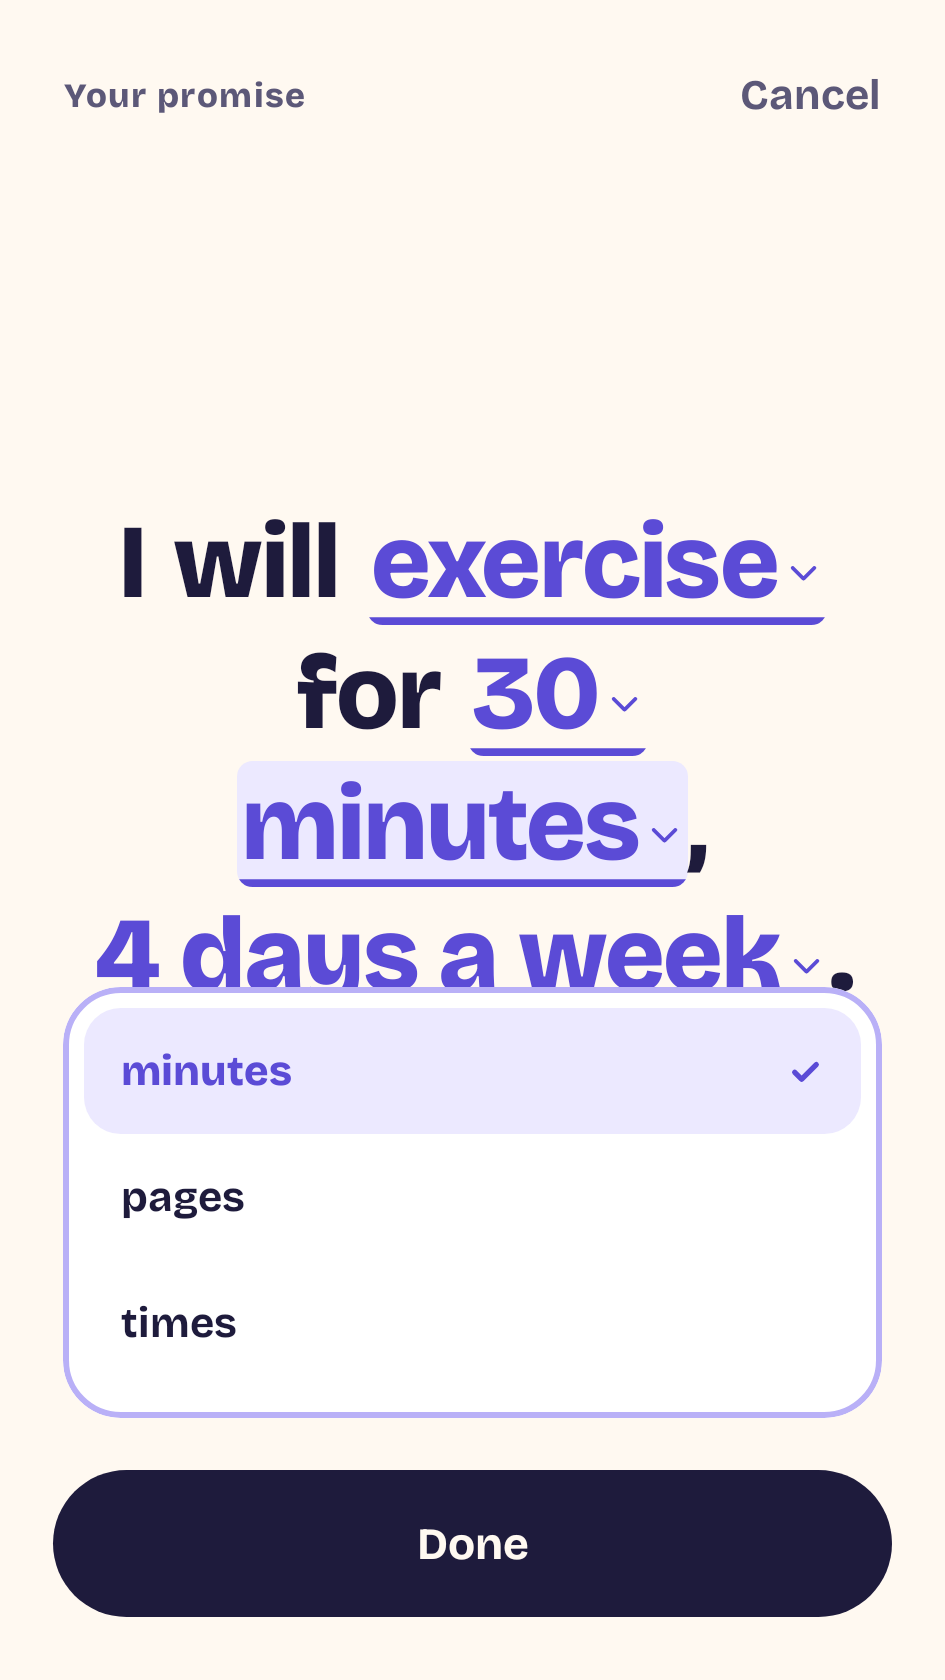 Your promise
Cancel
I will exercise
for 30
minutes,
4 days a week.
minutes
pages
times
Done